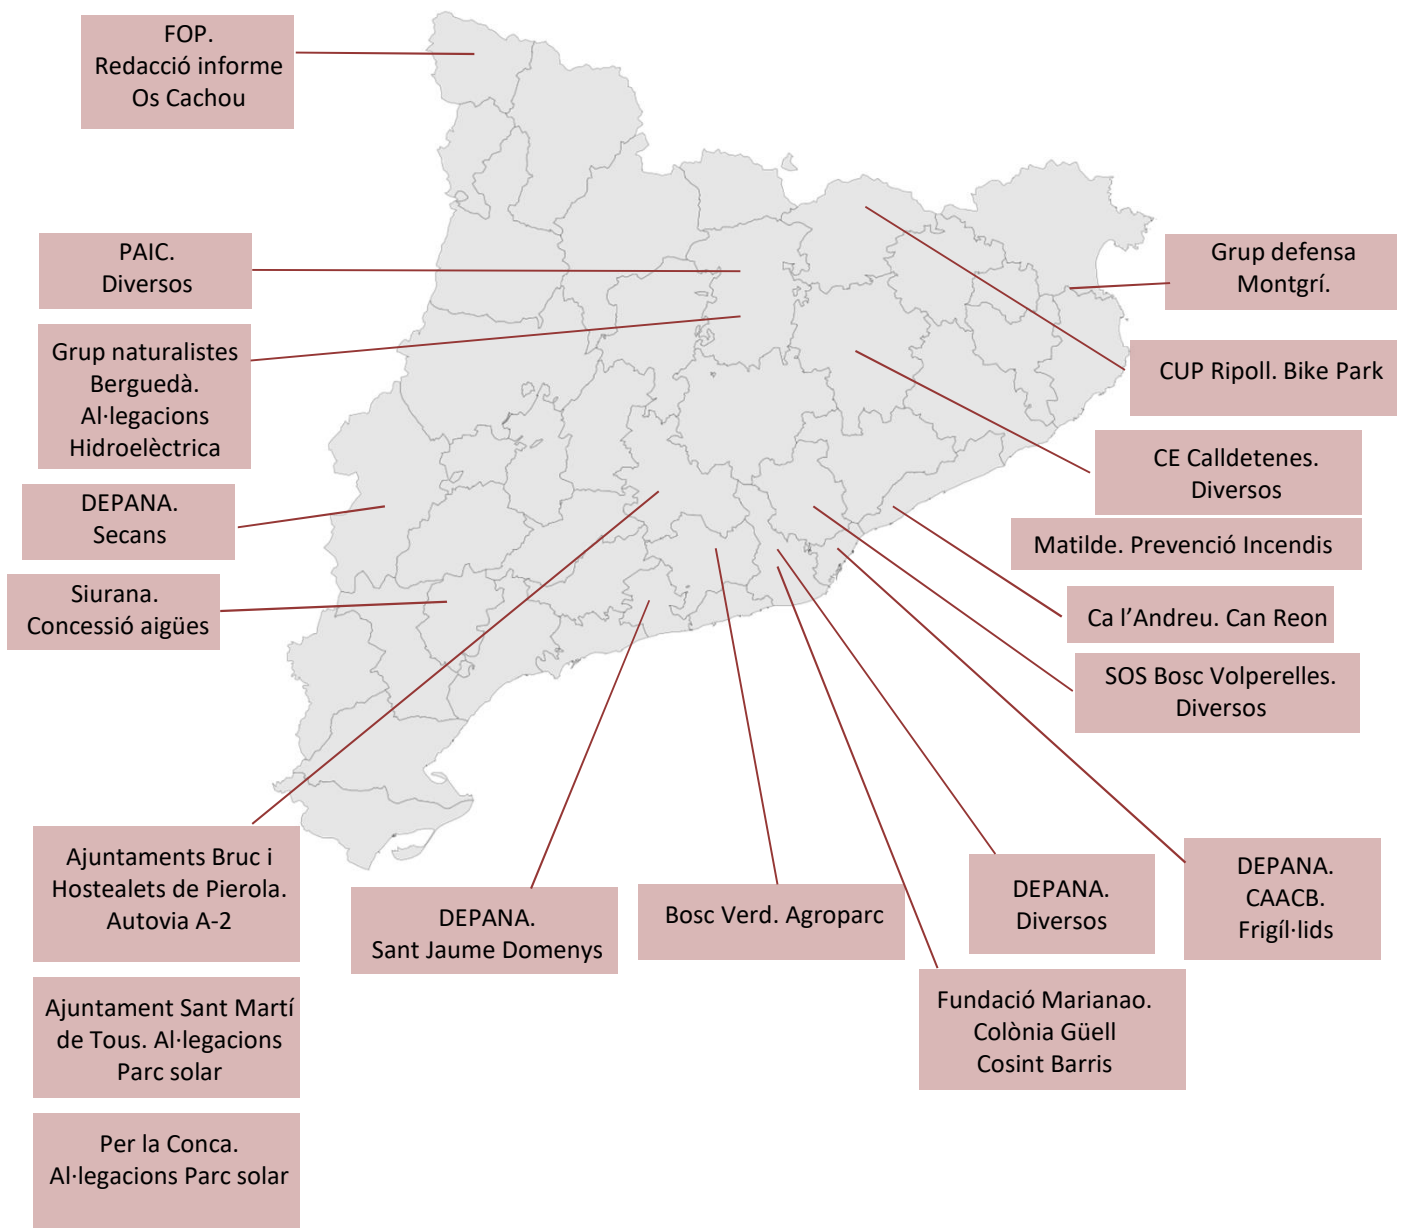 FOP.
Redacció informe
Os Cachou
PAIC.
Diversos
Grup naturalistes
Berguedà.
Al·legacions
Hidroelèctrica
DEPANA.
Secans
Siurana.
Concessió aigües
Ajuntaments Bruc i
Hostealets de Pierola.
Autovia A-2
Ajuntament Sant Martí
de Tous. Al·legacions
Parc solar
Per la Conca.
Al·legacions Parc solar
DEPANA.
Sant Jaume Domenys
Bosc Verd. Agroparc
Fundació Marianao.
Colònia Güell
Cosint Barris
DEPANA.
Diversos
DEPANA.
CAACB.
Frigíl·lids
SOS Bosc Volperelles.
Diversos
Ca l’Andreu. Can Reon
Matilde. Prevenció Incendis
CE Calldetenes.
Diversos
CUP Ripoll. Bike Park
Grup defensa
Montgrí.